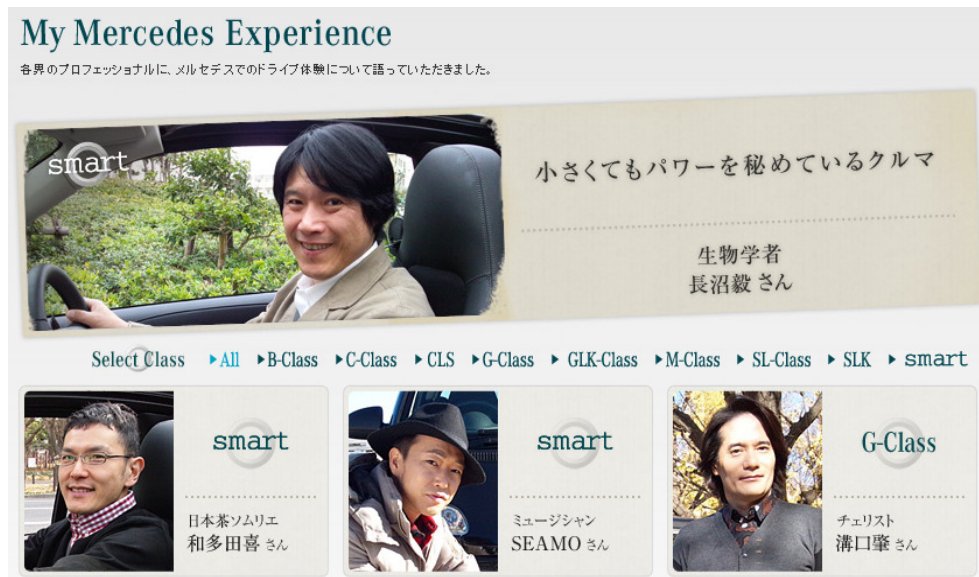 My Mercedes Experience
各界のプロフェッショナルに、メルセデスでのドライブ体験について語っていただきました。
smart
小さくてもパワーを秘めているクルマ
生物学者
長沼毅 さん
Select Class All B-Class C-Class CLS G-Class GLK-Class M-Class SL-Class SLK smart
smart
日本茶ソムリエ
和多田喜 さん
smart
ミュージシャン
SEAMO さん
G-Class
チェリスト
溝口肇 さん